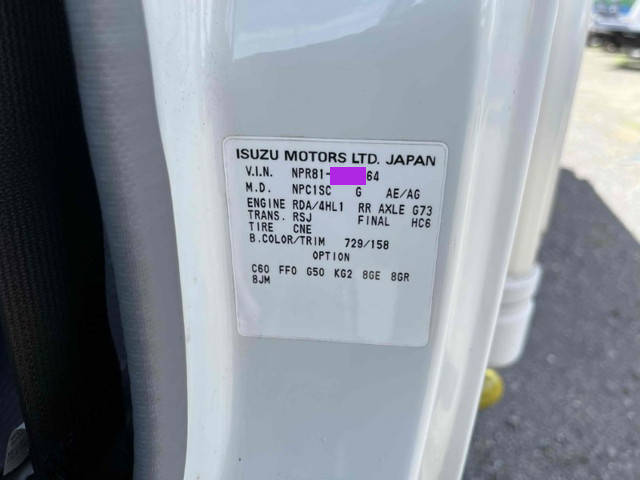 ISUZU MOTORS LTD. JAPAN
V.I.N. NPR81- 64
M.D. NPC1SC G AE/AG
ENGINE RDA/4HL1 RR AXLE G73
TRANS. RSJ FINAL HC6
TIRE CNE
B.COLOR/TRIM 729/158
OPTION
C60 FF0 G50 KG2 8GE 8GR
8JM